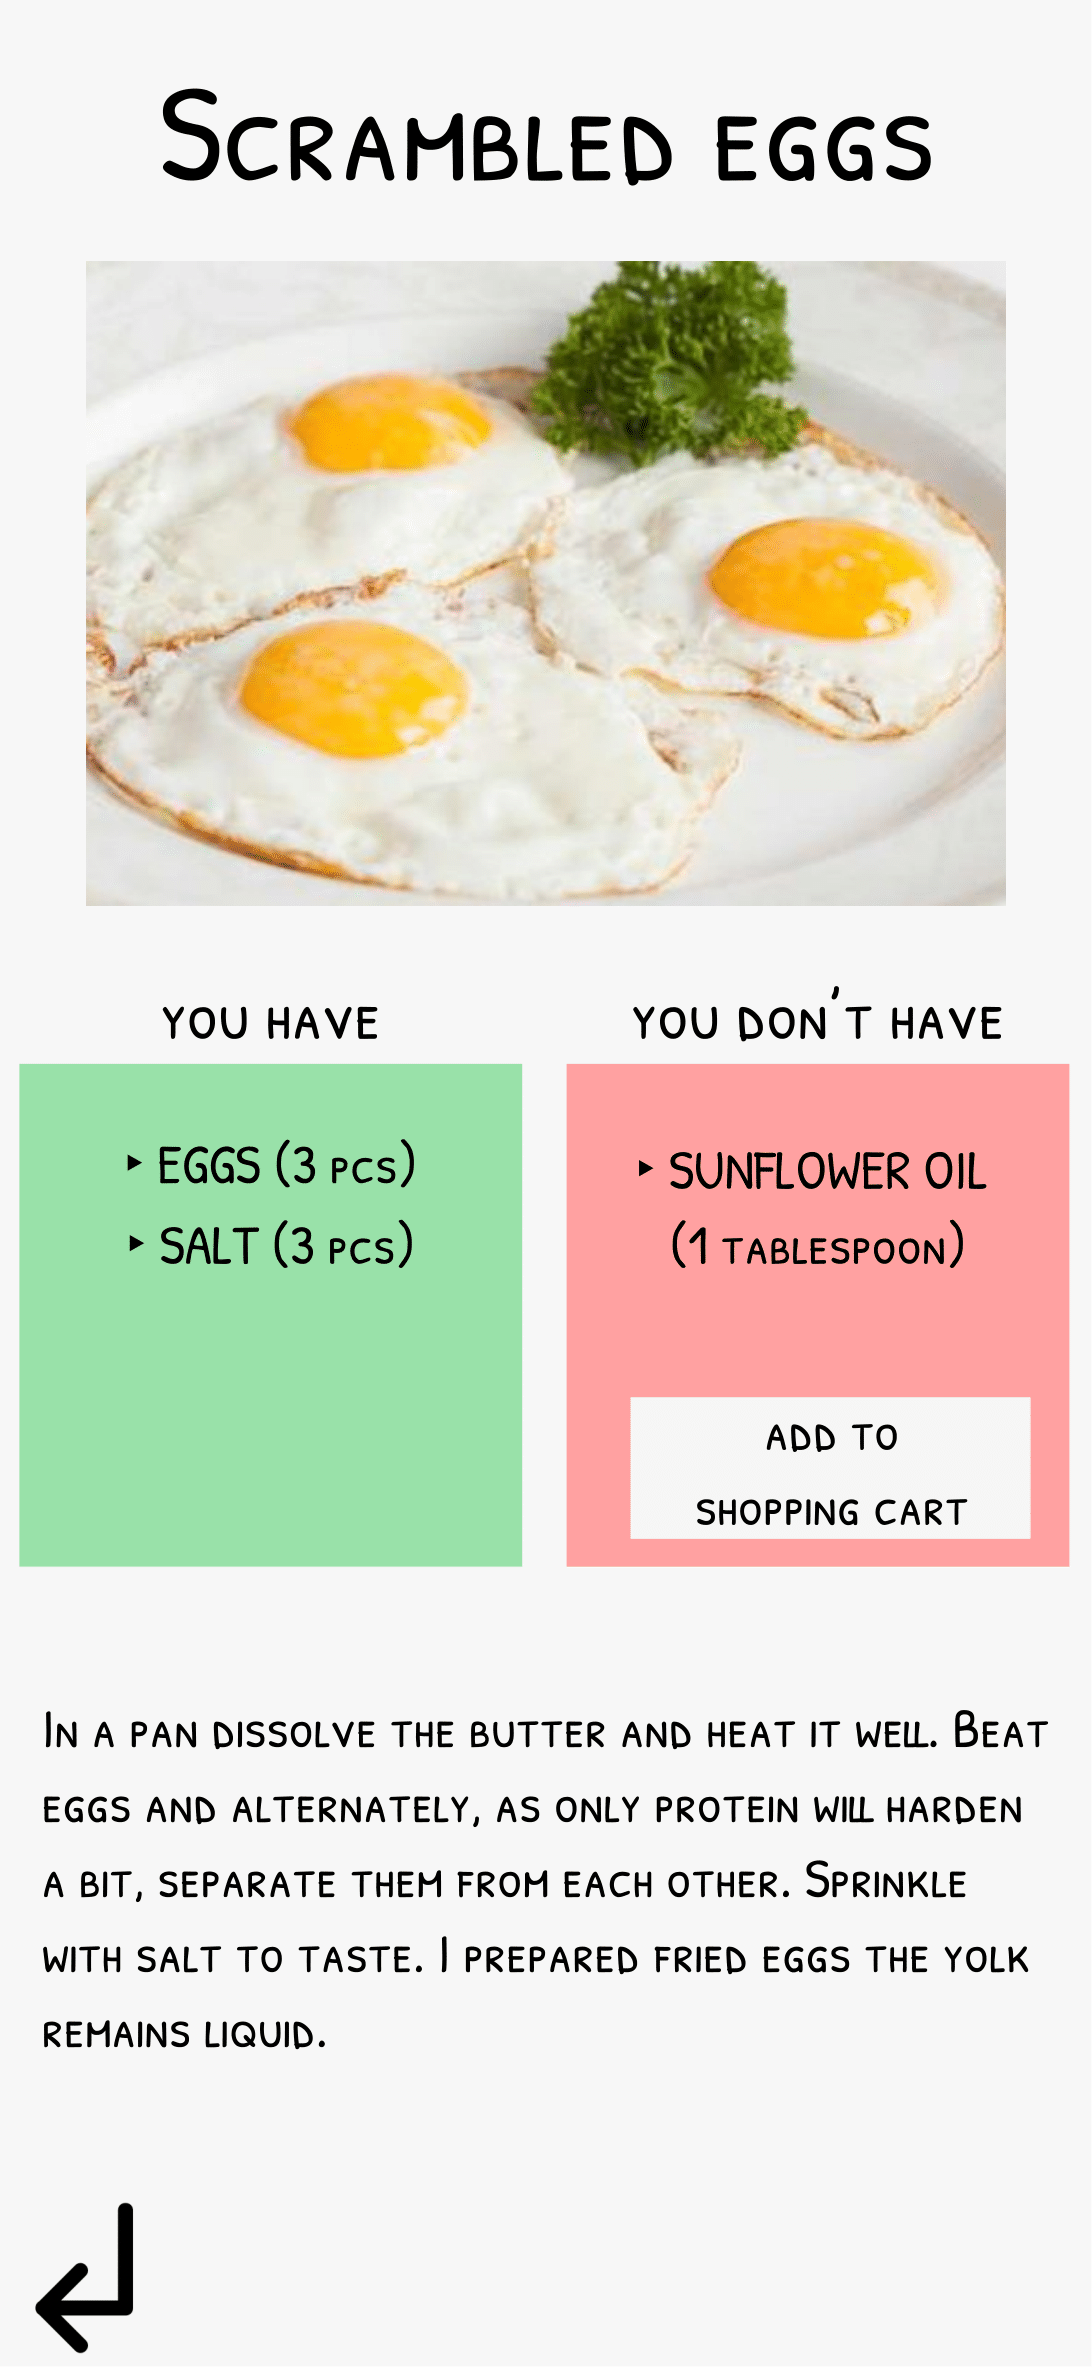 Scrambled eggs
you have
you don't have
‣ EGGS (3 pcs)
‣ SALT (3 pcs)
‣ SUNFLOWER OIL
(1 tablespoon)
add to
shopping cart
In a pan dissolve the butter and heat it well. Beat
eggs and alternately, as only protein will harden
a bit, separate them from each other. Sprinkle
with salt to taste. I prepared fried eggs the yolk
remains liquid.